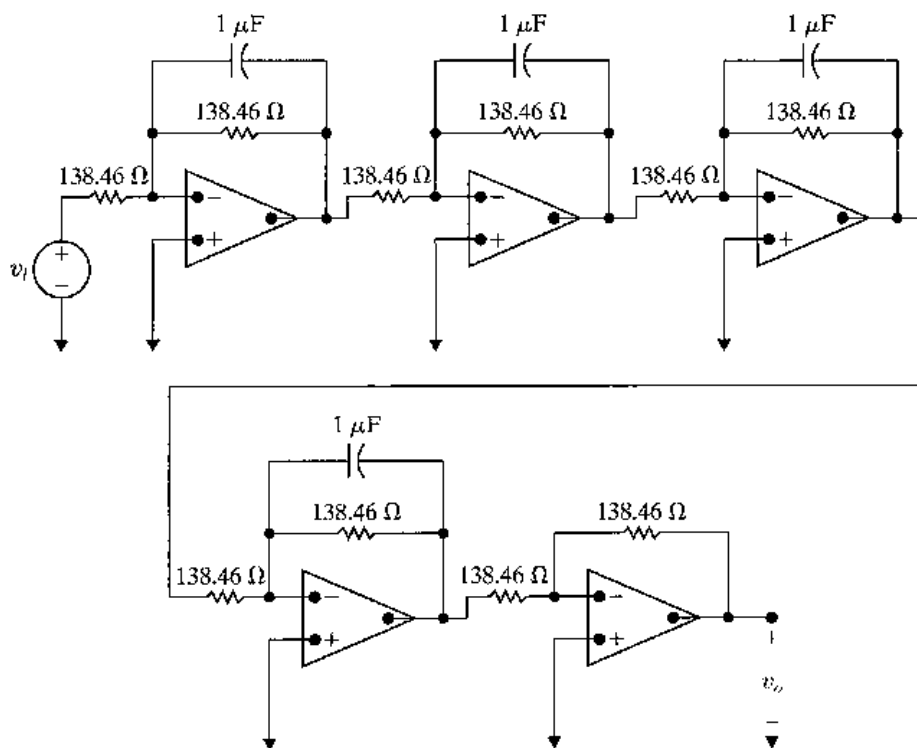 1 μF 1 μF 1 μF
138.46 Ω 138.46 Ω 138.46 Ω
138.46 Ω 138.46 Ω 138.46 Ω
− − −
+ + + +
v_i
−
1 μF
138.46 Ω 138.46 Ω
138.46 Ω 138.46 Ω
− −
+ + +
v_o
−